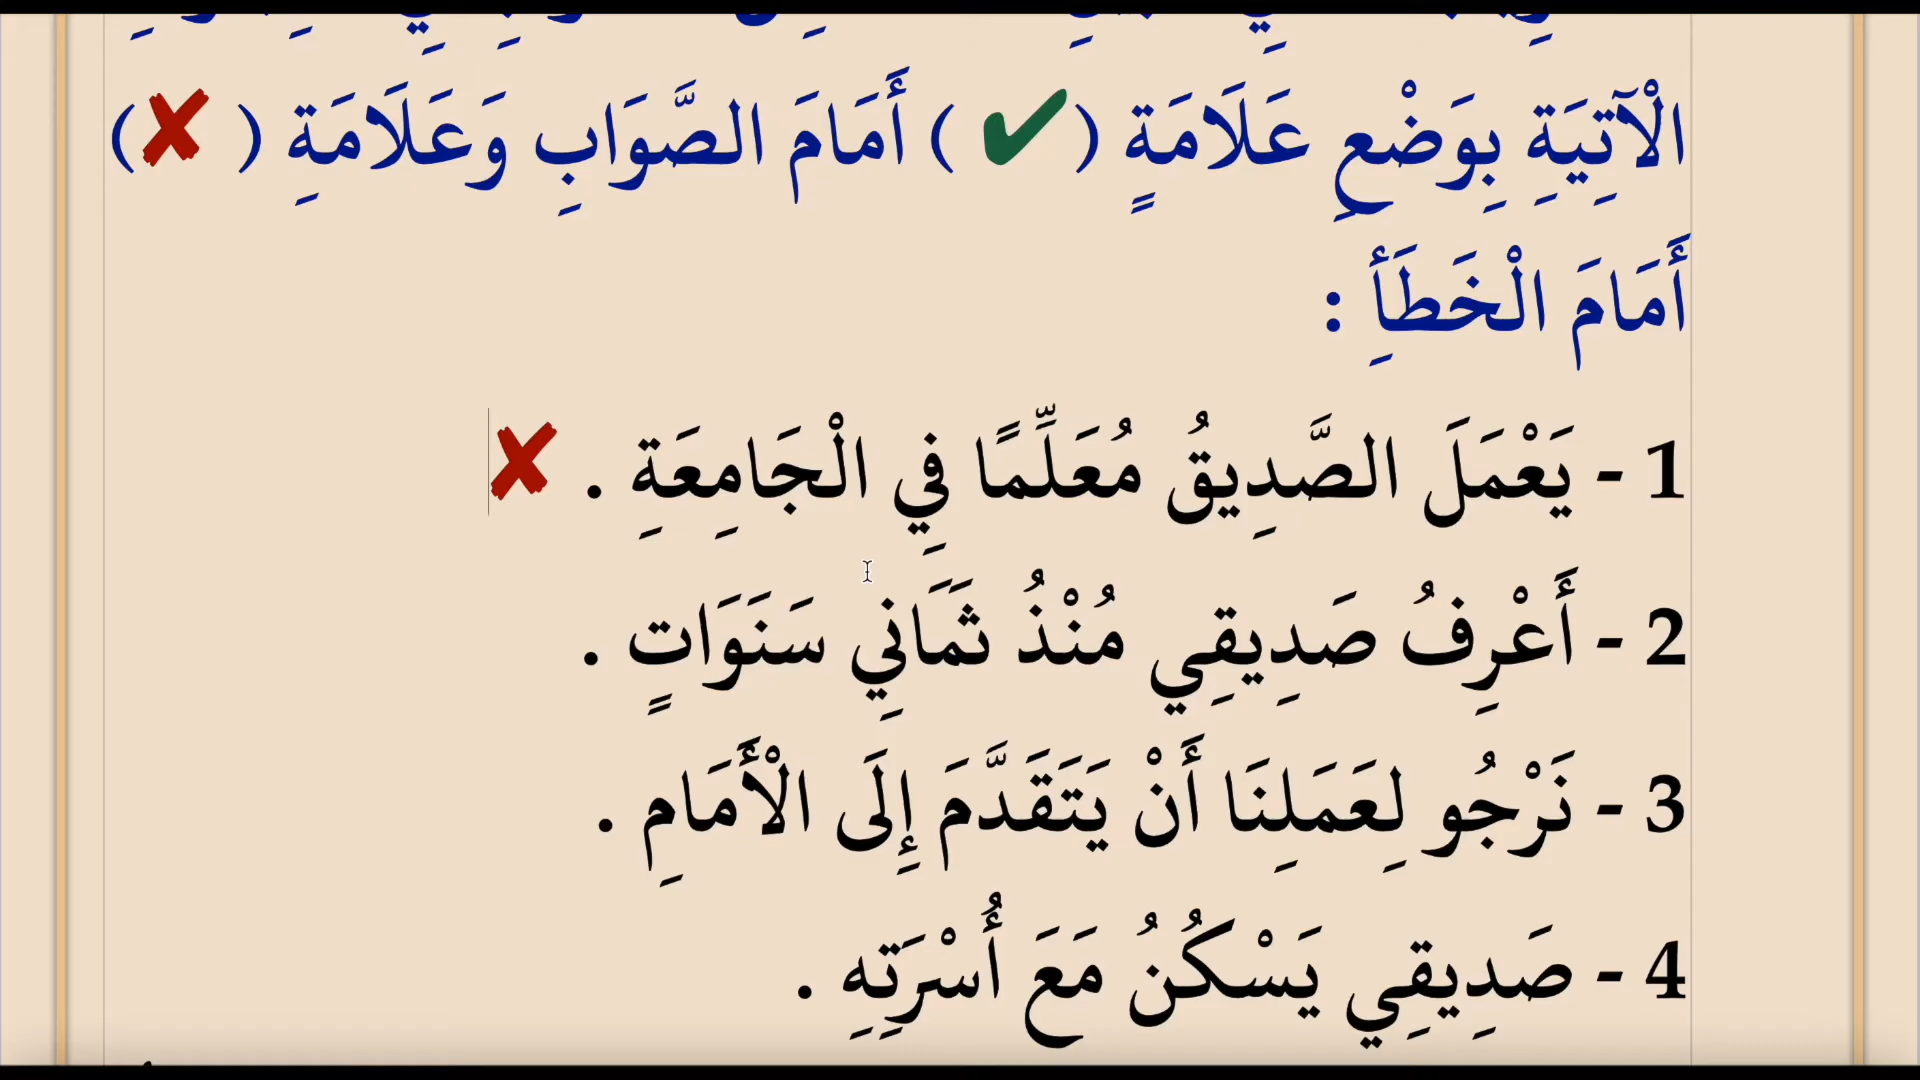 الْآتِيَةِ بِوَضْعِ عَلَامَةٍ (✔) أَمَامَ الصَّوَابِ وَعَلَامَةِ (✘)
أَمَامَ الْخَطَأِ :
1 - يَعْمَلَ الصَّدِيقُ مُعَلِّمًا فِي الْجَامِعَةِ . ✘
2 - أَعْرِفُ صَدِيقِي مُنْذُ ثَمَانِي سَنَوَاتٍ .
3 - نَرْجُو لِعَمَلِنَا أَنْ يَتَقَدَّمَ إِلَى الْأَمَامِ .
4 - صَدِيقِي يَسْكُنُ مَعَ أُسْرَتِهِ .